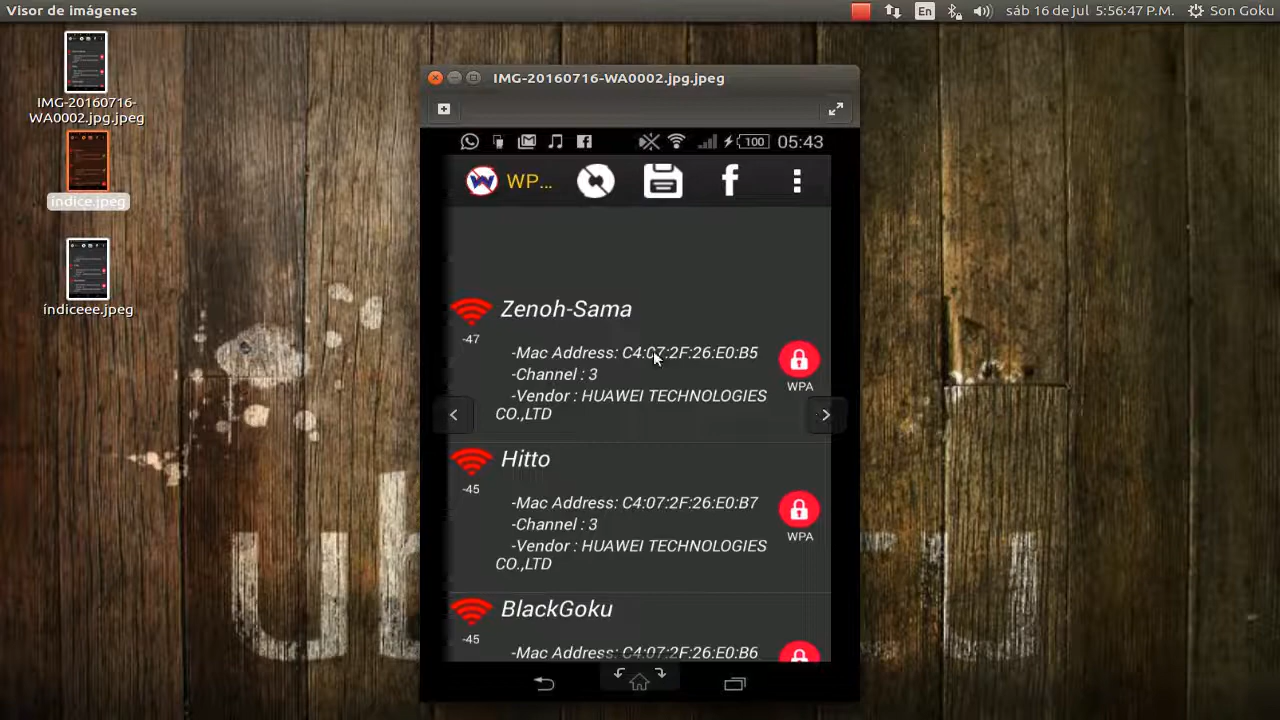 Visor de imágenes
En
sáb 16 de jul 5:56:47 P.M.
Son Goku
IMG-20160716-
WA0002.jpg.jpeg
índice.jpeg
índiceee.jpeg
IMG-20160716-WA0002.jpg.jpeg
100
05:43
WP...
Zenoh-Sama
-47
-Mac Address: C4:07:2F:26:E0:B5
-Channel : 3
-Vendor : HUAWEI TECHNOLOGIES
CO.,LTD
WPA
Hitto
-45
-Mac Address: C4:07:2F:26:E0:B7
-Channel : 3
-Vendor : HUAWEI TECHNOLOGIES
CO.,LTD
WPA
BlackGoku
-45
-Mac Address: C4:07:2F:26:E0:B6